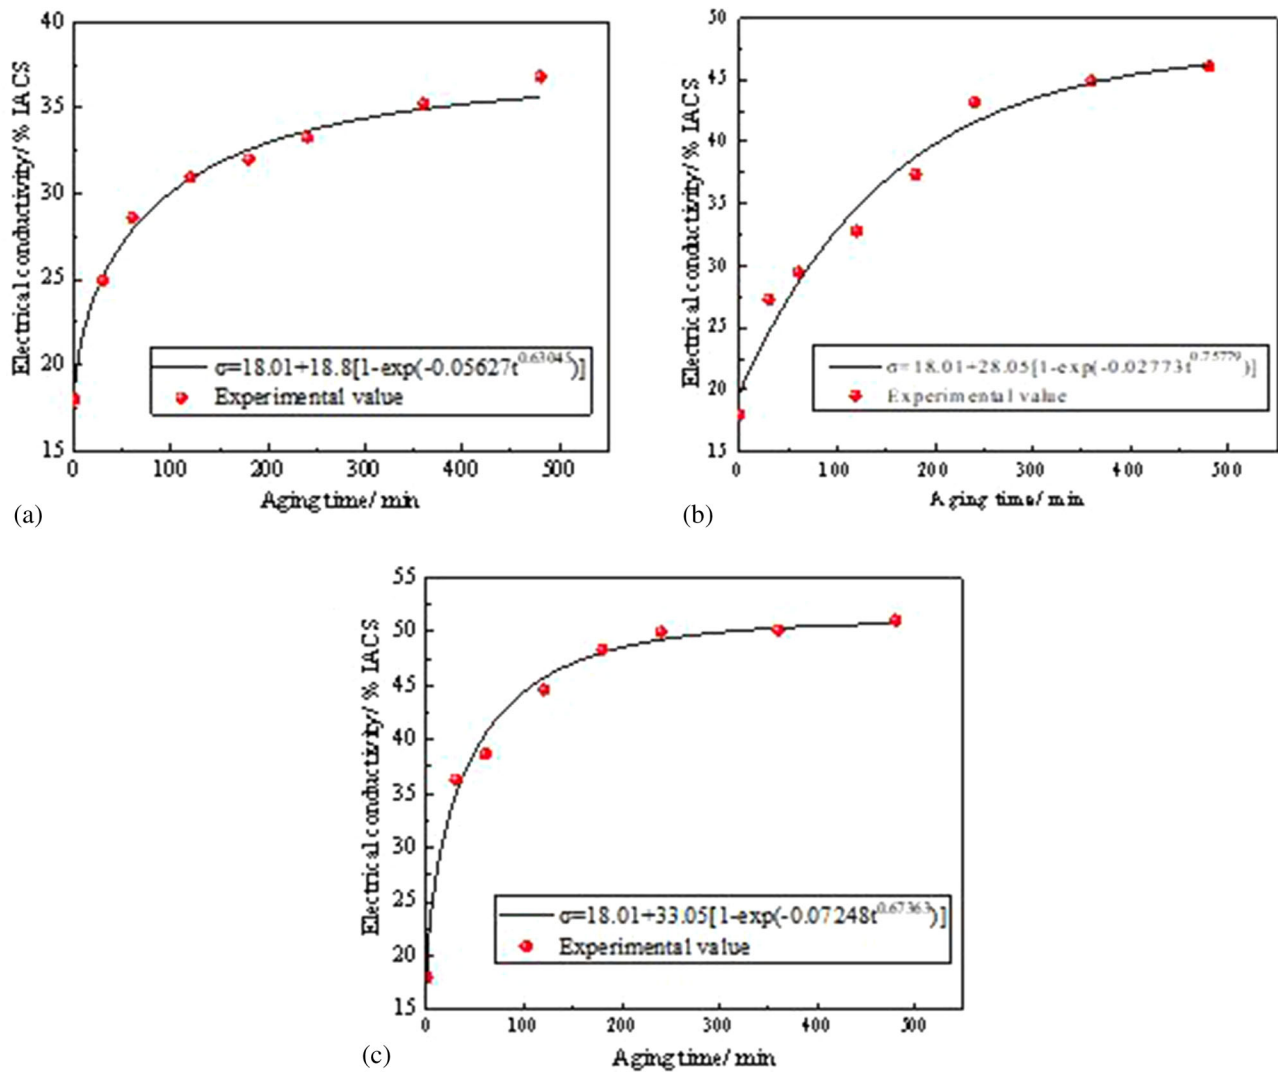 40
35
30
25
20
15
0 100 200 300 400 500
Electrical conductivity/ % IACS
Aging time/ min
σ=18.01+18.8[1-exp(-0.05627t^0.63045)]
Experimental value
(a)
50
45
40
35
30
25
20
15
0 100 200 300 400 500
Electrical conductivity/ % IACS
Aging time/ min
σ=18.01+28.05[1-exp(-0.02773t^0.75779)]
Experimental value
(b)
55
50
45
40
35
30
25
20
15
0 100 200 300 400 500
Electrical conductivity/ % IACS
Aging time/ min
σ=18.01+33.05[1-exp(-0.07248t^0.67363)]
Experimental value
(c)